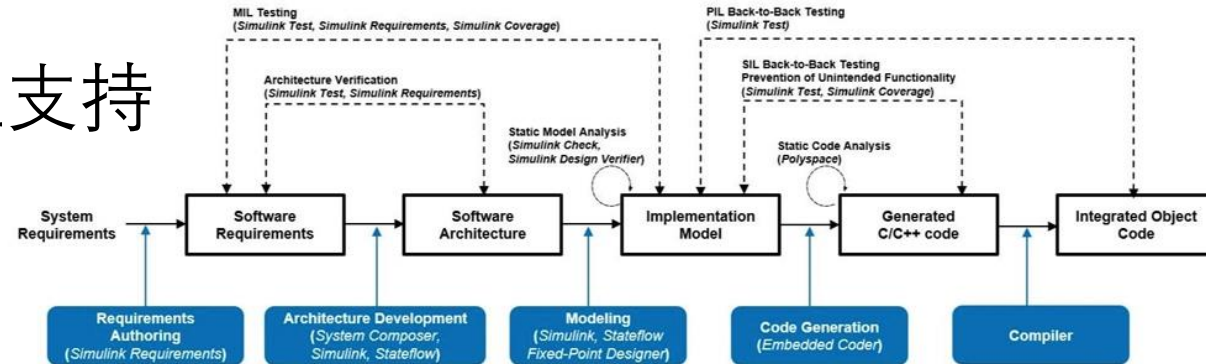 MIL Testing
(Simulink Test, Simulink Requirements, Simulink Coverage)
PIL Back-to-Back Testing
(Simulink Test)
支持
Architecture Verification
(Simulink Test, Simulink Requirements)
SIL Back-to-Back Testing
Prevention of Unintended Functionality
(Simulink Test, Simulink Coverage)
Static Model Analysis
(Simulink Check,
Simulink Design Verifier)
Static Code Analysis
(Polyspace)
System
Requirements
Software
Requirements
Software
Architecture
Implementation
Model
Generated
C/C++ code
Integrated Object
Code
Requirements
Authoring
(Simulink Requirements)
Architecture Development
(System Composer,
Simulink, Stateflow)
Modeling
(Simulink, Stateflow
Fixed-Point Designer)
Code Generation
(Embedded Coder)
Compiler